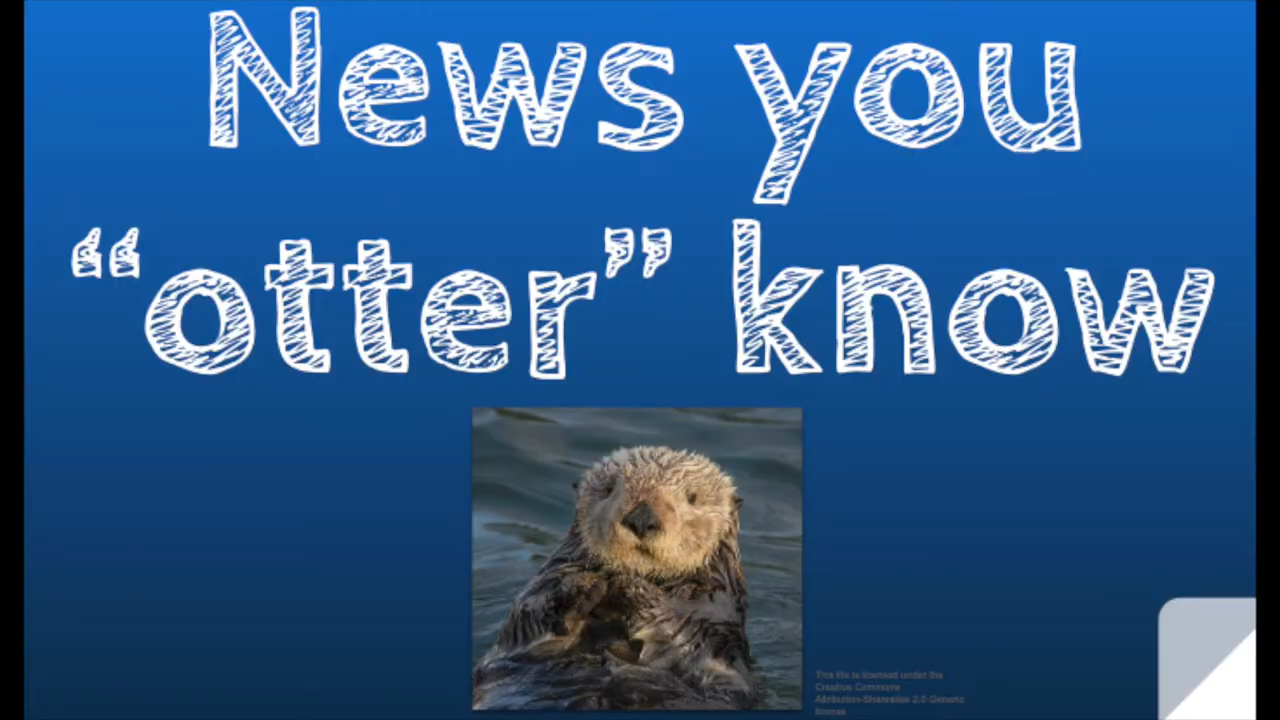 News you
“otter” know
This file is licensed under the
Creative Commons
Attribution-ShareAlike 2.0 Generic
license